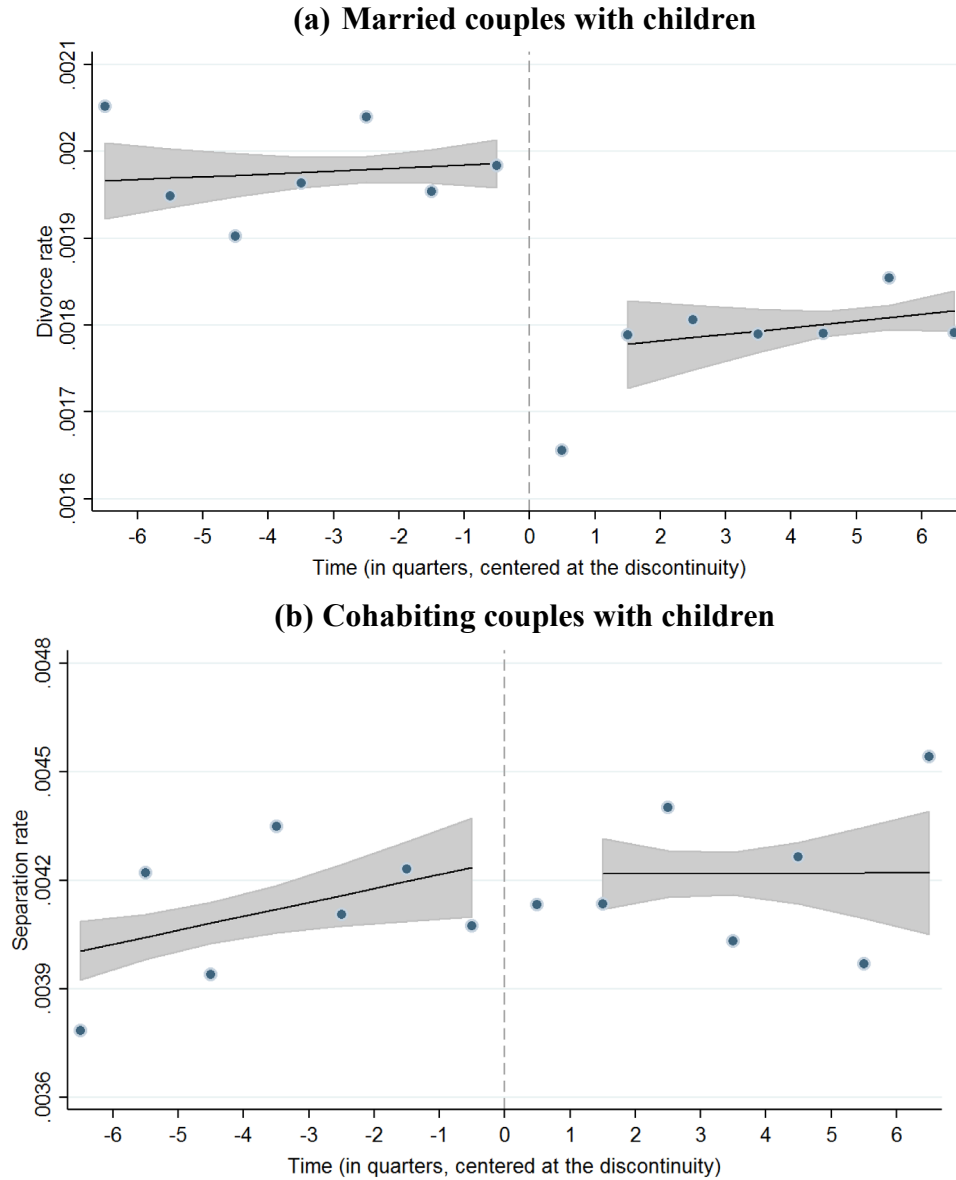 (a) Married couples with children
.0021
.002
.0019
.0018
.0017
.0016
Divorce rate
-6 -5 -4 -3 -2 -1 0 1 2 3 4 5 6
Time (in quarters, centered at the discontinuity)
(b) Cohabiting couples with children
.0048
.0045
.0042
.0039
.0036
Separation rate
-6 -5 -4 -3 -2 -1 0 1 2 3 4 5 6
Time (in quarters, centered at the discontinuity)